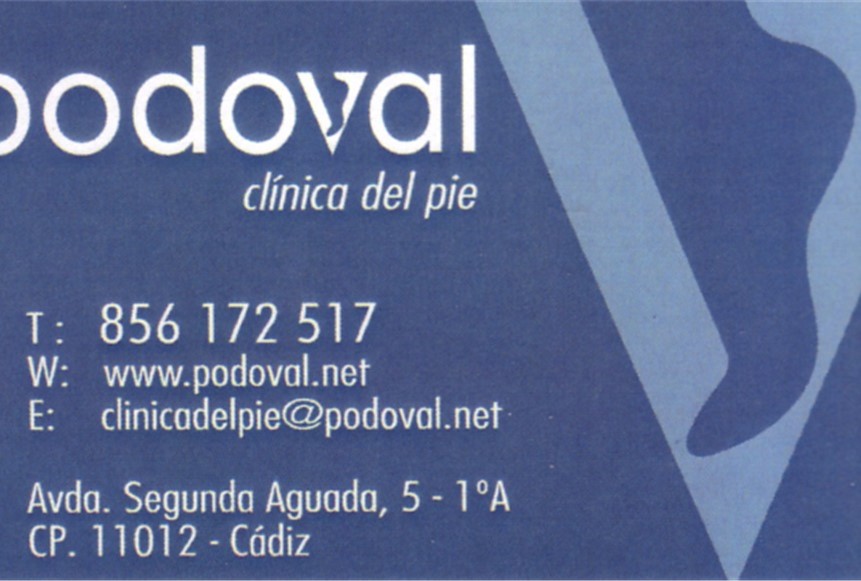 podoval
clínica del pie
T: 856 172 517
W: www.podoval.net
E: clinicadelpie@podoval.net
Avda. Segunda Aguada, 5 - 1ºA
CP. 11012 - Cádiz